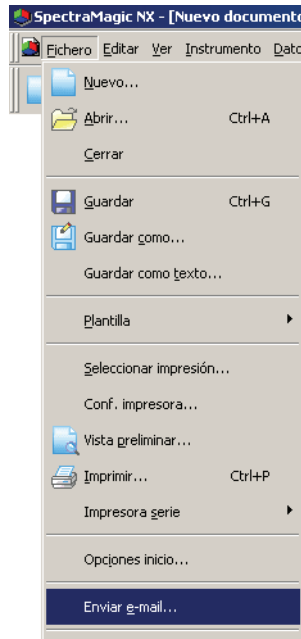 SpectraMagic NX - [Nuevo documento
Fichero Editar Ver Instrumento Dato
Nuevo...
Abrir... Ctrl+A
Cerrar
Guardar Ctrl+G
Guardar como...
Guardar como texto...
Plantilla
Seleccionar impresión...
Conf. impresora...
Vista preliminar...
Imprimir... Ctrl+P
Impresora serie
Opciones inicio...
Enviar e-mail...